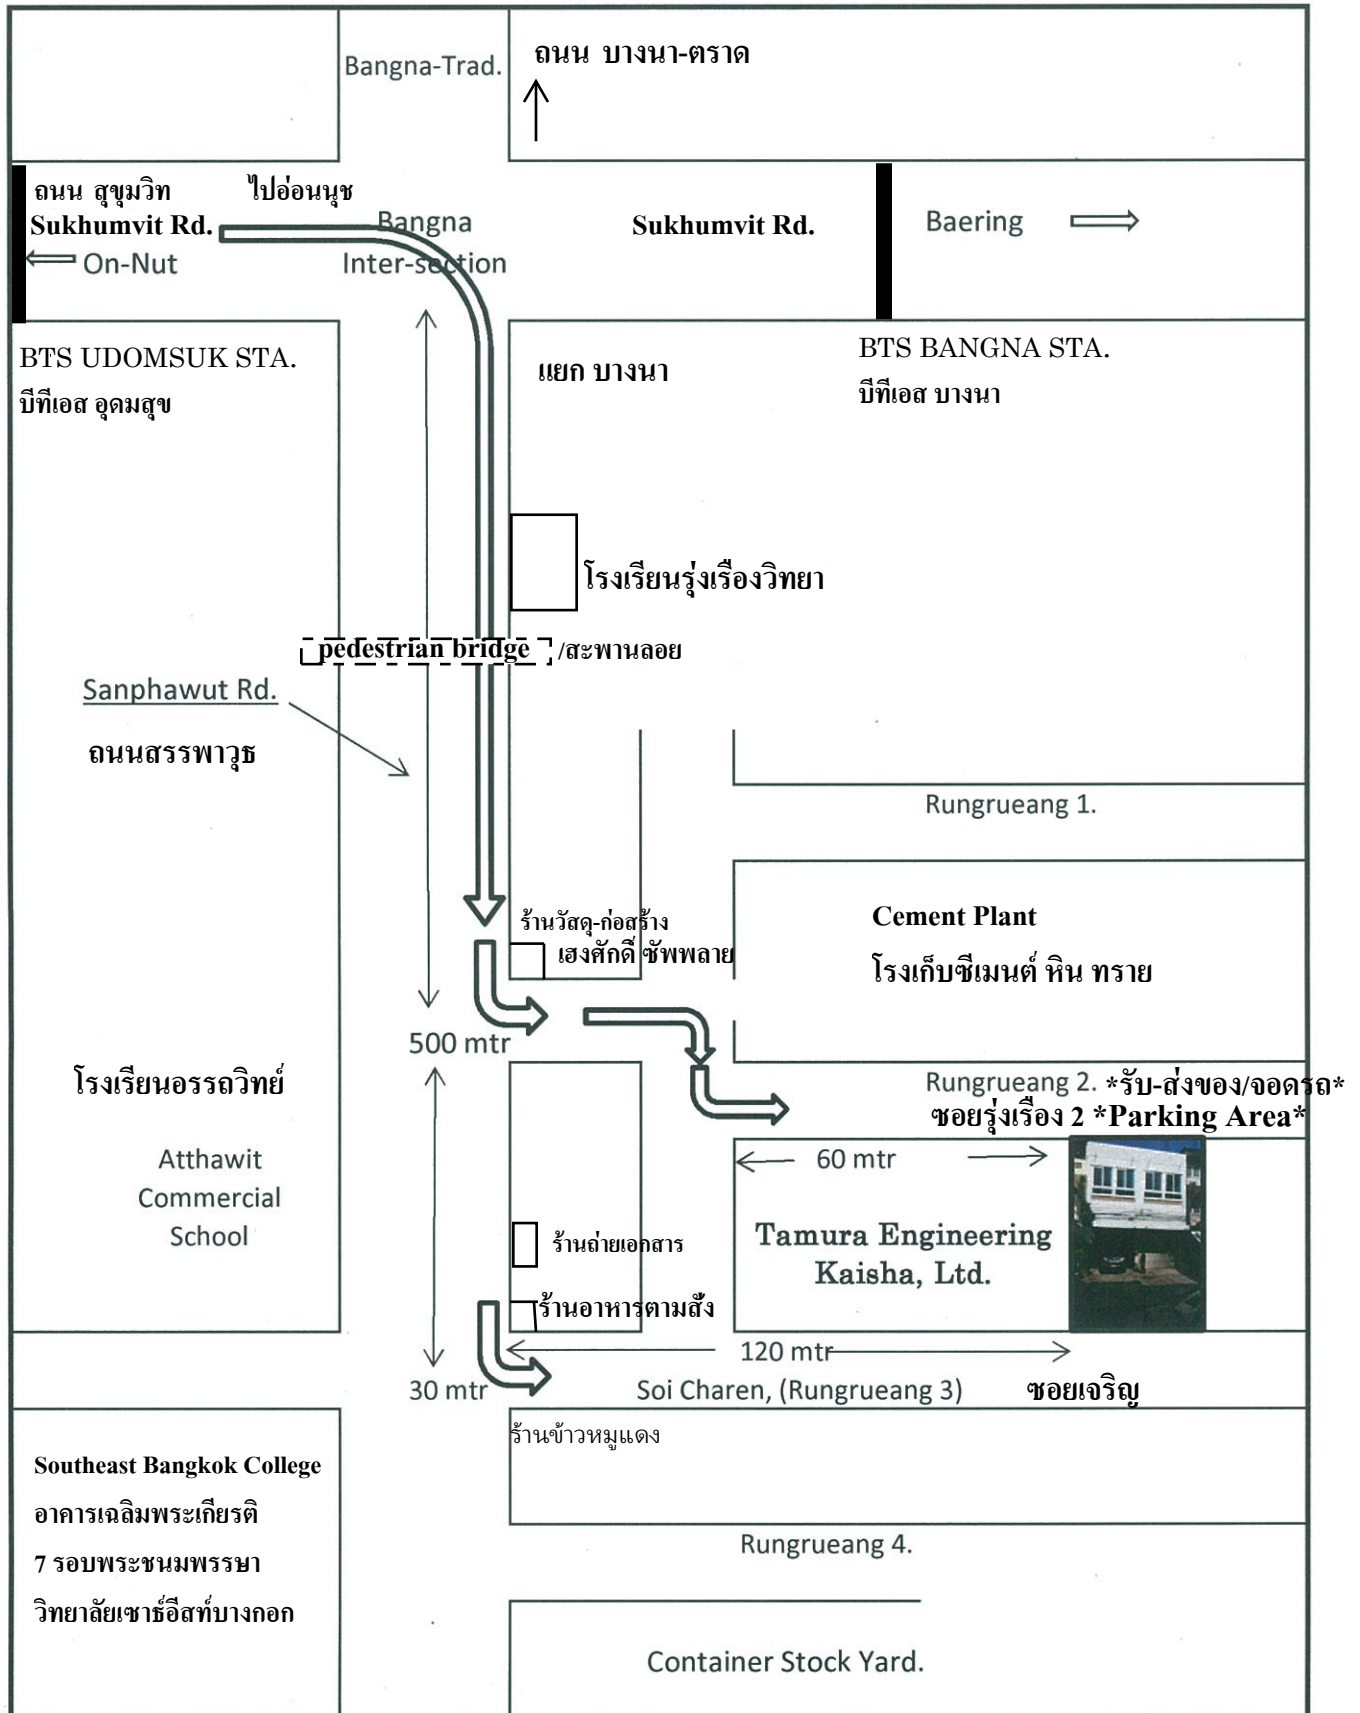 Bangna-Trad.
ถนน บางนา-ตราด
ถนน สุขุมวิท
ไปอ่อนนุช
Sukhumvit Rd.
On-Nut
Bangna
Inter-section
Sukhumvit Rd.
Baering
BTS UDOMSUK STA.
บีทีเอส อุดมสุข
แยก บางนา
BTS BANGNA STA.
บีทีเอส บางนา
โรงเรียนรุ่งเรืองวิทยา
pedestrian bridge /สะพานลอย
Sanphawut Rd.
ถนนสรรพาวุธ
Rungrueang 1.
ร้านวัสดุ-ก่อสร้าง
เฮงศักดิ์ ซัพพลาย
Cement Plant
โรงเก็บซีเมนต์ หิน ทราย
500 mtr
โรงเรียนอรรถวิทย์
Atthawit
Commercial
School
Rungrueang 2. *รับ-ส่งของ/จอดรถ*
ซอยรุ่งเรือง 2 *Parking Area*
60 mtr
Tamura Engineering
Kaisha, Ltd.
ร้านถ่ายเอกสาร
ร้านอาหารตามสั่ง
120 mtr
30 mtr
Soi Charen, (Rungrueang 3)
ซอยเจริญ
ร้านข้าวหมูแดง
Southeast Bangkok College
อาคารเฉลิมพระเกียรติ
7 รอบพระชนมพรรษา
วิทยาลัยเซาธ์อีสท์บางกอก
Rungrueang 4.
Container Stock Yard.